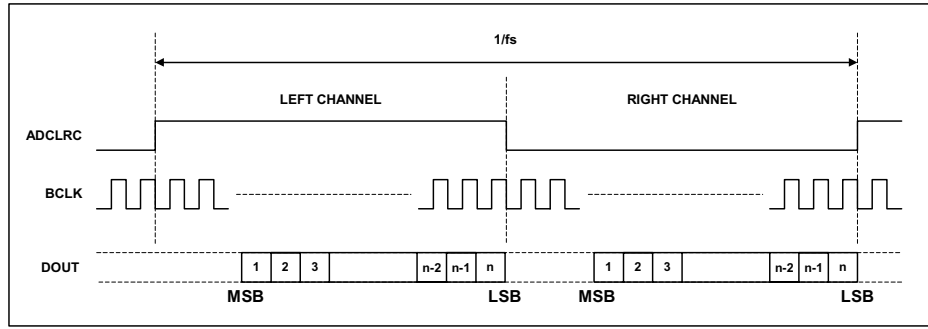 1/fs
LEFT CHANNEL RIGHT CHANNEL
ADCLRC
BCLK
DOUT 1 2 3 n-2 n-1 n 1 2 3 n-2 n-1 n
MSB LSB MSB LSB